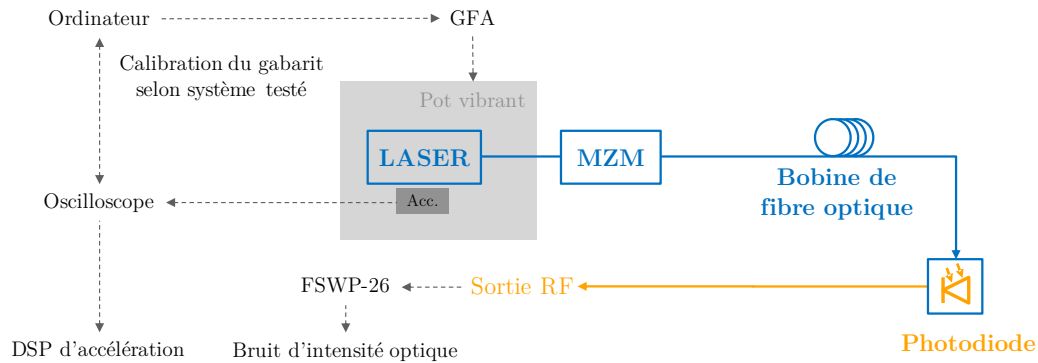 Ordinateur
GFA
Calibration du gabarit
selon système testé
Pot vibrant
LASER
MZM
Bobine de
fibre optique
Oscilloscope
Acc.
FSWP-26
Sortie RF
Photodiode
DSP d'accélération
Bruit d'intensité optique